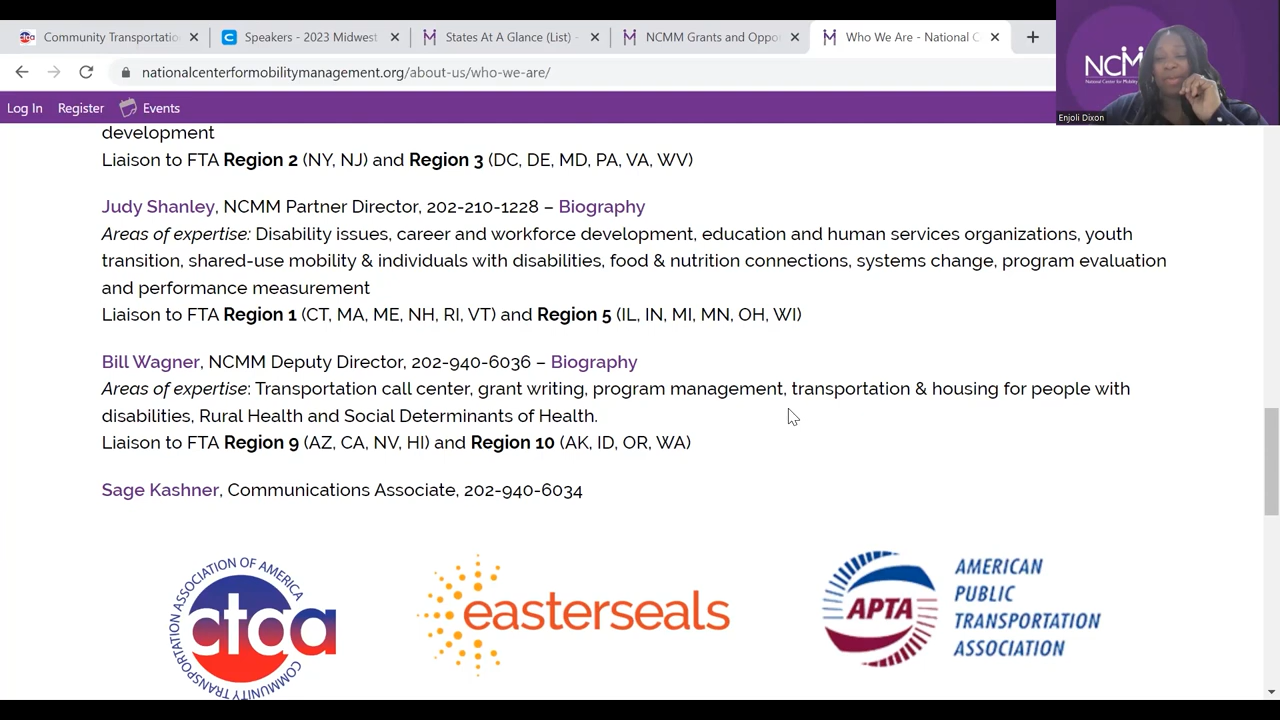 Community Transportatio
Speakers - 2023 Midwest
States At A Glance (List) -
NCMM Grants and Oppo
Who We Are - National C
nationalcenterformobilitymanagement.org/about-us/who-we-are/
NCM
National Center for Mobility
Enjoli Dixon
Log In
Register
Events
development
Liaison to FTA Region 2 (NY, NJ) and Region 3 (DC, DE, MD, PA, VA, WV)
Judy Shanley, NCMM Partner Director, 202-210-1228 – Biography
Areas of expertise: Disability issues, career and workforce development, education and human services organizations, youth
transition, shared-use mobility & individuals with disabilities, food & nutrition connections, systems change, program evaluation
and performance measurement
Liaison to FTA Region 1 (CT, MA, ME, NH, RI, VT) and Region 5 (IL, IN, MI, MN, OH, WI)
Bill Wagner, NCMM Deputy Director, 202-940-6036 – Biography
Areas of expertise: Transportation call center, grant writing, program management, transportation & housing for people with
disabilities, Rural Health and Social Determinants of Health.
Liaison to FTA Region 9 (AZ, CA, NV, HI) and Region 10 (AK, ID, OR, WA)
Sage Kashner, Communications Associate, 202-940-6034
COMMUNITY TRANSPORTATION ASSOCIATION OF AMERICA
ctaa
easterseals
APTA
AMERICAN
PUBLIC
TRANSPORTATION
ASSOCIATION